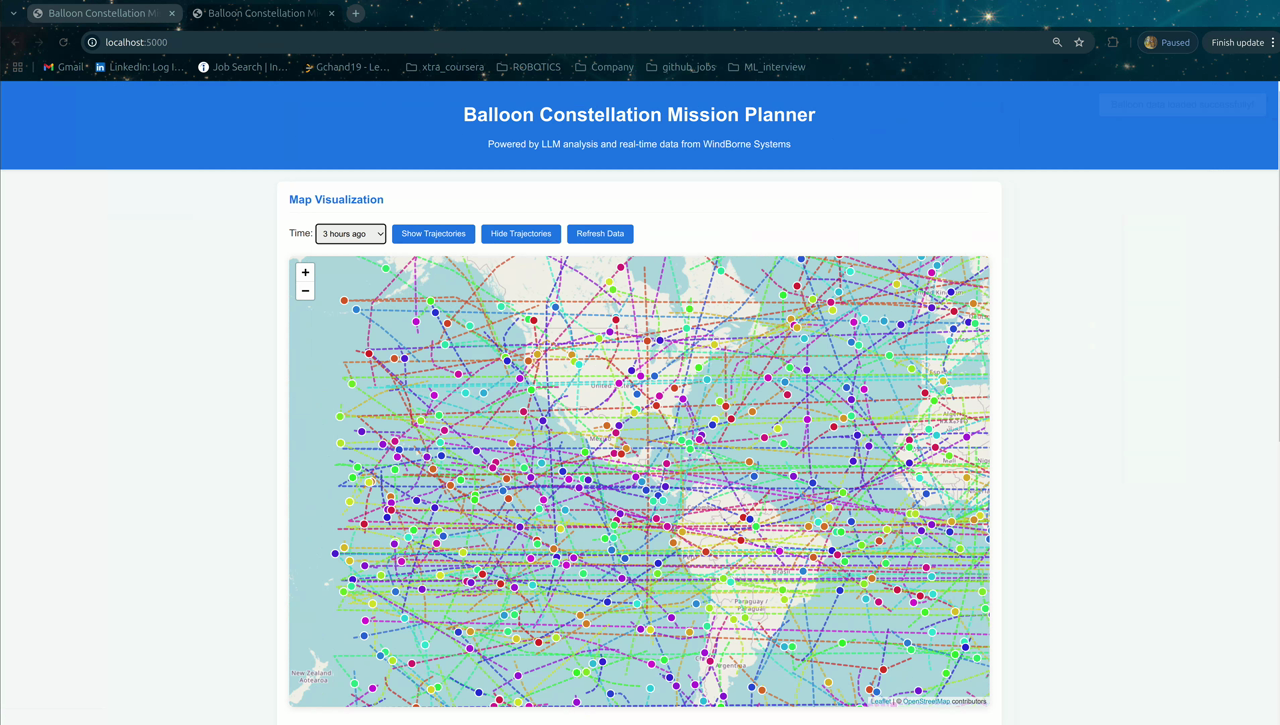 Balloon Constellation Mi
Balloon Constellation M
localhost:5000
Paused
Finish update
Gmail
LinkedIn: Log I...
Job Search | In...
Gchand19 - Le...
xtra_coursera
ROBOTICS
Company
github_jobs
ML_interview
Balloon Constellation Mission Planner
Powered by LLM analysis and real-time data from WindBorne Systems
Map Visualization
Time: 3 hours ago Show Trajectories Hide Trajectories Refresh Data
+
−
United
Mexico
Paraguay /
Paraguái
Argentina
New Zealand
Aotearoa
Leaflet | © OpenStreetMap contributors